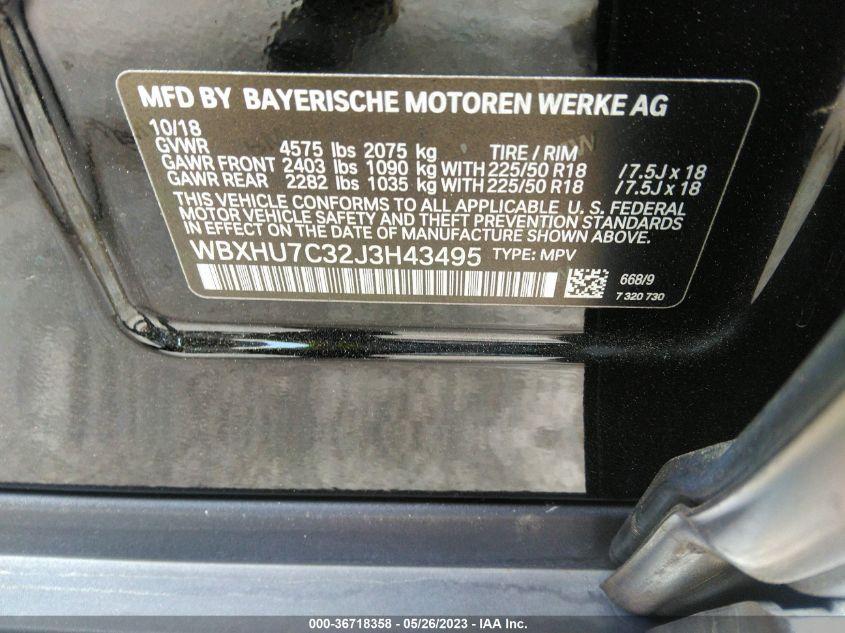 MFD BY BAYERISCHE MOTOREN WERKE AG
10/18
GVWR 4575 lbs 2075 kg TIRE / RIM
GAWR FRONT 2403 lbs 1090 kg WITH 225/50 R18 / 7.5J x 18
GAWR REAR 2282 lbs 1035 kg WITH 225/50 R18 / 7.5J x 18
THIS VEHICLE CONFORMS TO ALL APPLICABLE U. S. FEDERAL
MOTOR VEHICLE SAFETY AND THEFT PREVENTION STANDARDS
IN EFFECT ON THE DATE OF MANUFACTURE SHOWN ABOVE.
WBXHU7C32J3H43495 TYPE: MPV
668/9
7 320 730
000-36718358 - 05/26/2023 - IAA Inc.